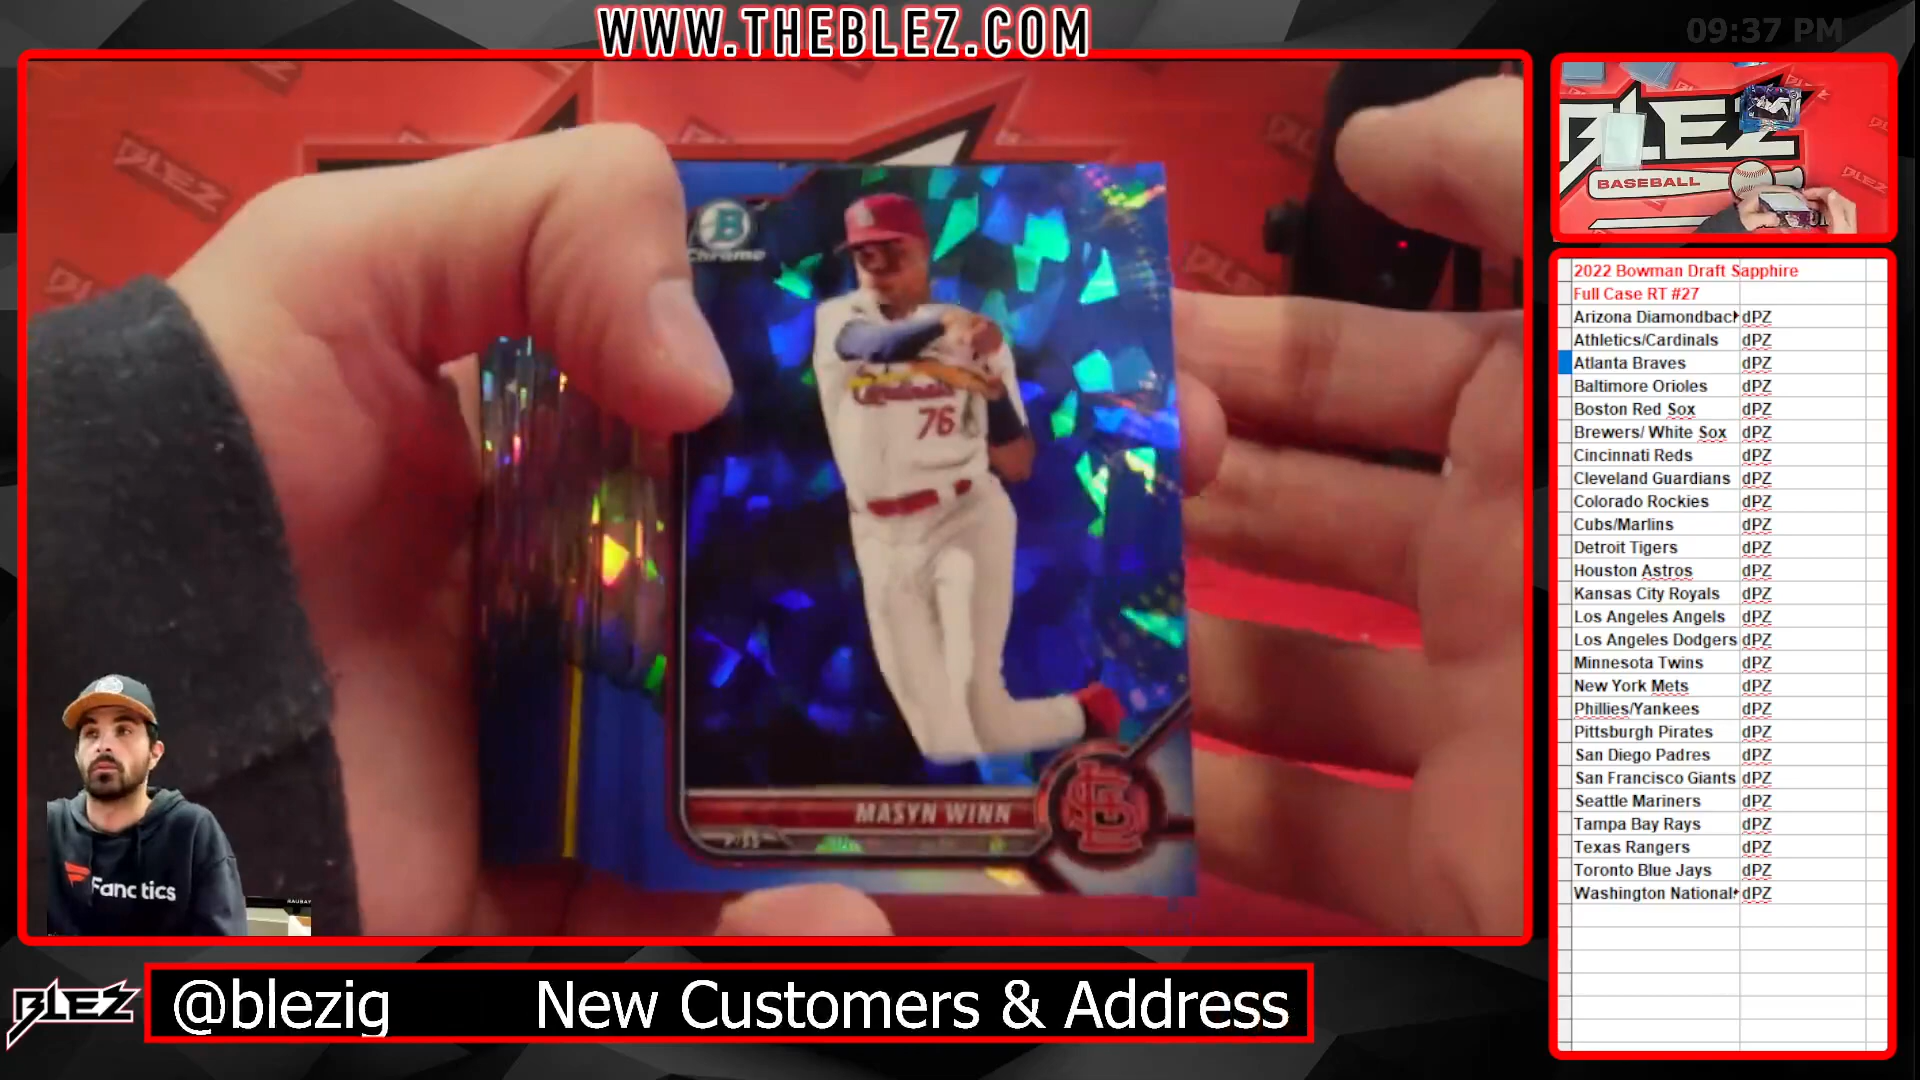 WWW.THEBLEZ.COM
09:37 PM
BLEZ
BLEZ
BLEZ
BLEZ
B
Chrome
Cardinals
76
MASYN WINN
STL
BLEZ
BASEBALL
BLEZ
2022 Bowman Draft Sapphire
Full Case RT #27
Arizona Diamondback dPZ
Athletics/Cardinals dPZ
Atlanta Braves dPZ
Baltimore Orioles dPZ
Boston Red Sox dPZ
Brewers/ White Sox dPZ
Cincinnati Reds dPZ
Cleveland Guardians dPZ
Colorado Rockies dPZ
Cubs/Marlins dPZ
Detroit Tigers dPZ
Houston Astros dPZ
Kansas City Royals dPZ
Los Angeles Angels dPZ
Los Angeles Dodgers dPZ
Minnesota Twins dPZ
New York Mets dPZ
Phillies/Yankees dPZ
Pittsburgh Pirates dPZ
San Diego Padres dPZ
San Francisco Giants dPZ
Seattle Mariners dPZ
Tampa Bay Rays dPZ
Texas Rangers dPZ
Toronto Blue Jays dPZ
Washington National dPZ
Fanatics
BLEZ
@blezig New Customers & Address